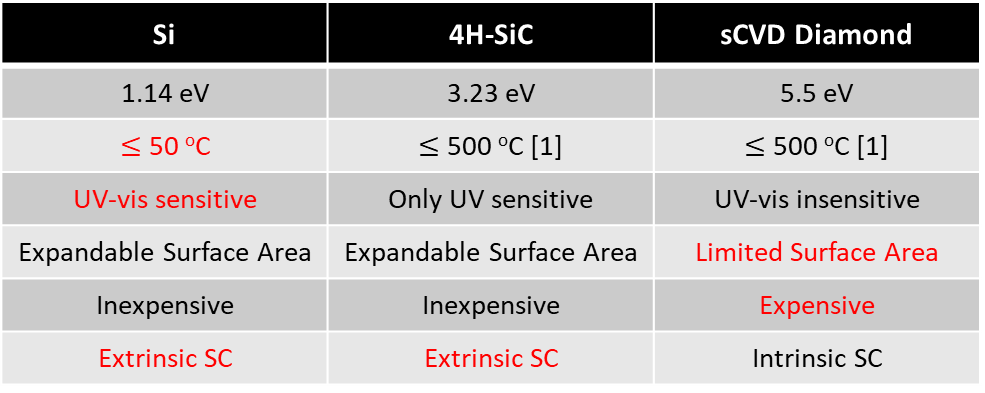 Si 4H-SiC sCVD Diamond
1.14 eV 3.23 eV 5.5 eV
≤ 50 ºC ≤ 500 ºC [1] ≤ 500 ºC [1]
UV-vis sensitive Only UV sensitive UV-vis insensitive
Expandable Surface Area Expandable Surface Area Limited Surface Area
Inexpensive Inexpensive Expensive
Extrinsic SC Extrinsic SC Intrinsic SC